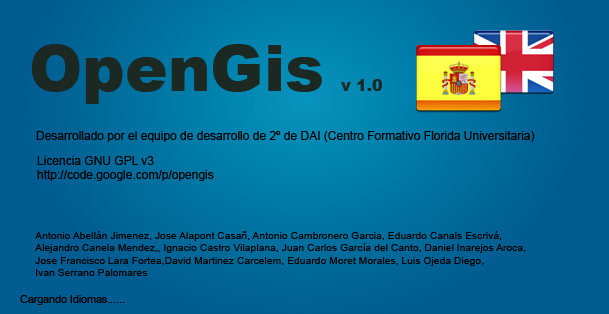 OpenGis v 1.0
Desarrollado por el equipo de desarrollo de 2º de DAI (Centro Formativo Florida Universitaria)
Licencia GNU GPL v3
http://code.google.com/p/opengis
Antonio Abellán Jimenez, Jose Alapont Casañ, Antonio Cambronero Garcia, Eduardo Canals Escrivá,
Alejandro Canela Mendez,, Ignacio Castro Vilaplana, Juan Carlos García del Canto, Daniel Inarejos Aroca,
Jose Francisco Lara Fortea,David Martinez Carcelem, Eduardo Moret Morales, Luis Ojeda Diego,
Ivan Serrano Palomares
Cargando Idiomas......